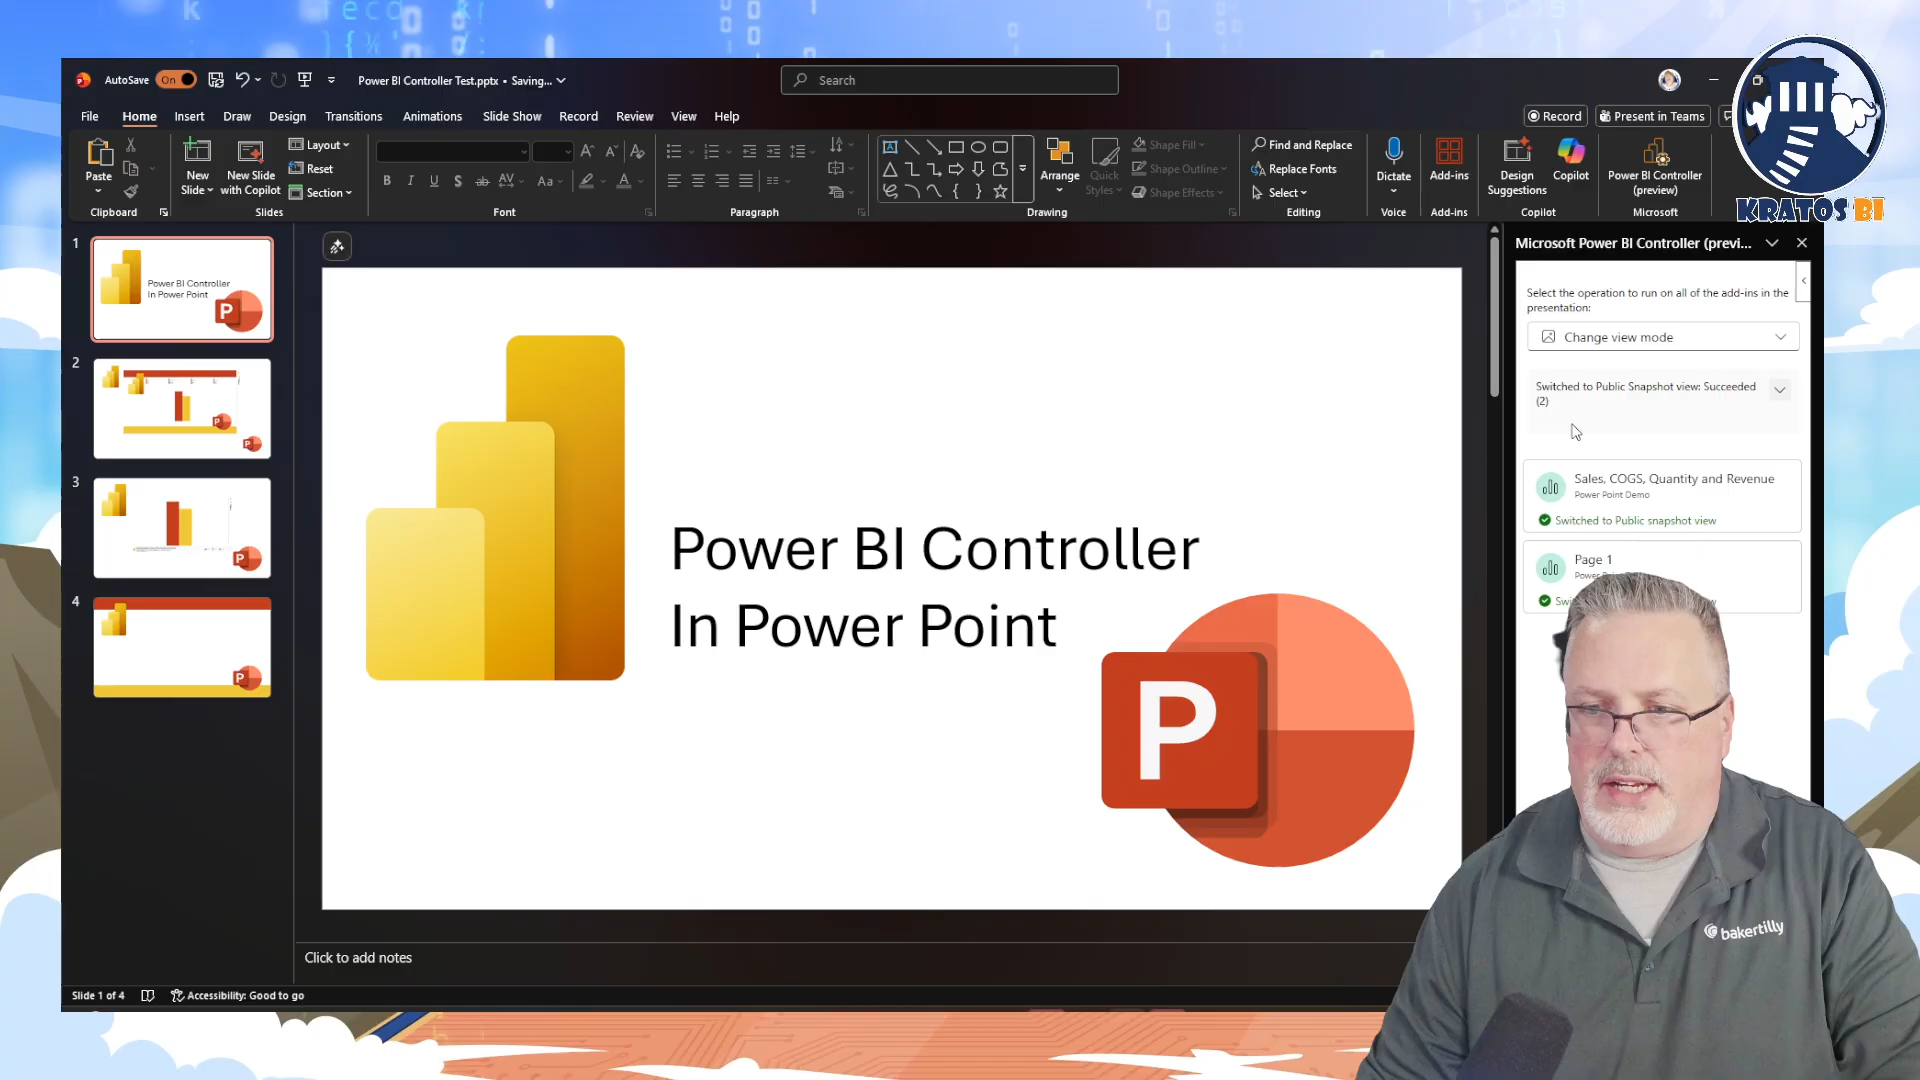 AutoSave On
Power BI Controller Test.pptx • Saving...
Search
File Home Insert Draw Design Transitions Animations Slide Show Record Review View Help
Record
Present in Teams
Paste
Clipboard
New Slide
New Slide with Copilot
Layout
Reset
Section
Slides
B I U S ab AV Aa A
Font
Paragraph
Arrange
Quick Styles
Shape Fill
Shape Outline
Shape Effects
Drawing
Find and Replace
Replace Fonts
Select
Editing
Dictate
Voice
Add-ins
Add-ins
Design Suggestions
Copilot
Copilot
Power BI Controller (preview)
Microsoft
KRATOS BI
1
Power BI Controller
In Power Point
P
2
3
P
4
P
Power BI Controller
In Power Point
P
Microsoft Power BI Controller (previ...
Select the operation to run on all of the add-ins in the
presentation:
Change view mode
Switched to Public Snapshot view: Succeeded
(2)
Sales, COGS, Quantity and Revenue
Power Point Demo
Switched to Public snapshot view
Page 1
bakertilly
Click to add notes
Slide 1 of 4
Accessibility: Good to go